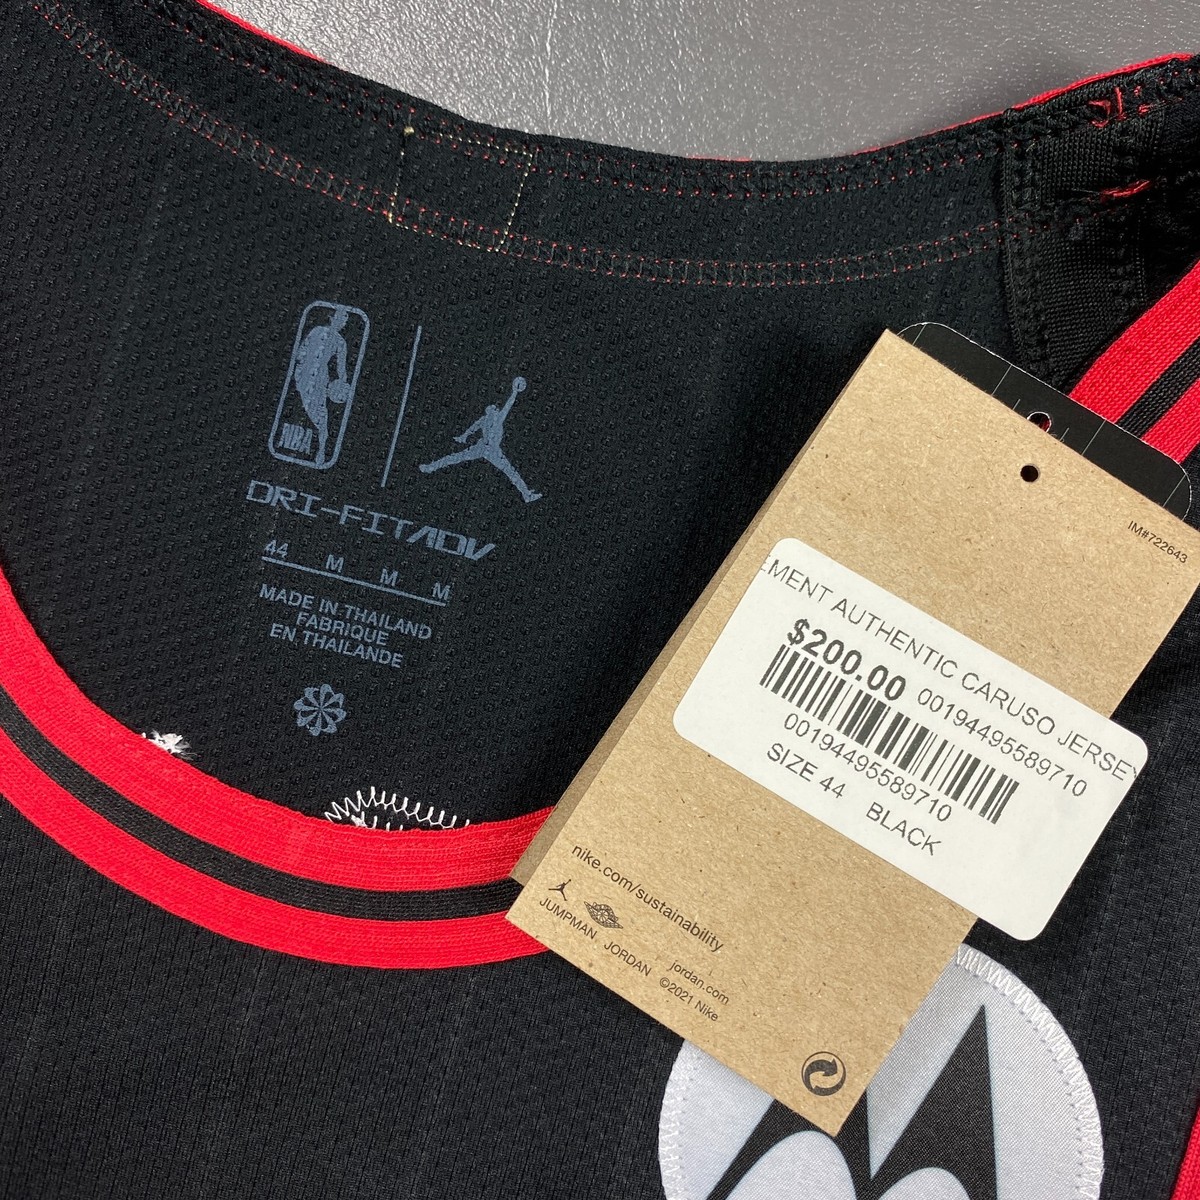 NBA
DRI-FIT ADV
44 M M M
MADE IN THAILAND
FABRIQUE
EN THAILANDE
IM#722643
EMENT AUTHENTIC CARUSO JERSEY
$200.00 00194495589710
00194495589710
SIZE 44 BLACK
nike.com/sustainability
JUMPMAN JORDAN jordan.com
©2021 Nike